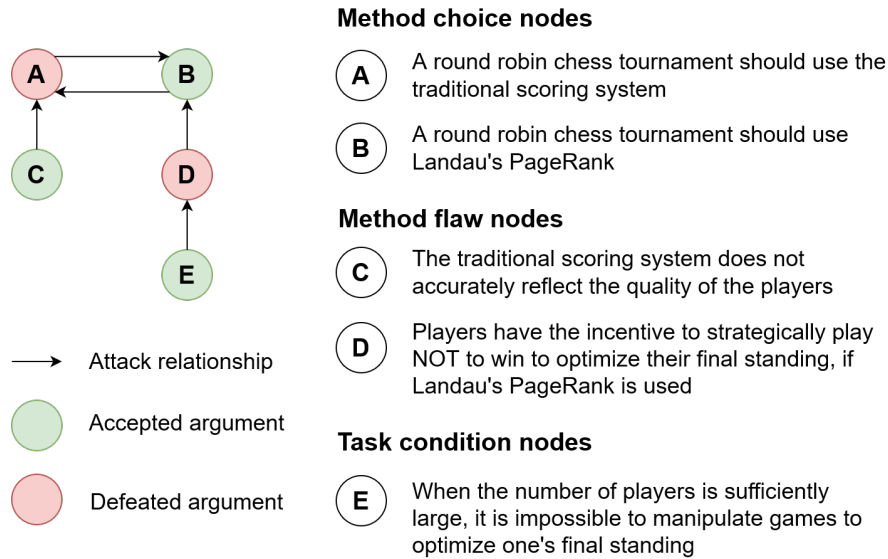 A
B
C
D
E
Attack relationship
Accepted argument
Defeated argument
Method choice nodes
A
A round robin chess tournament should use the
traditional scoring system
B
A round robin chess tournament should use
Landau's PageRank
Method flaw nodes
C
The traditional scoring system does not
accurately reflect the quality of the players
D
Players have the incentive to strategically play
NOT to win to optimize their final standing, if
Landau's PageRank is used
Task condition nodes
E
When the number of players is sufficiently
large, it is impossible to manipulate games to
optimize one's final standing